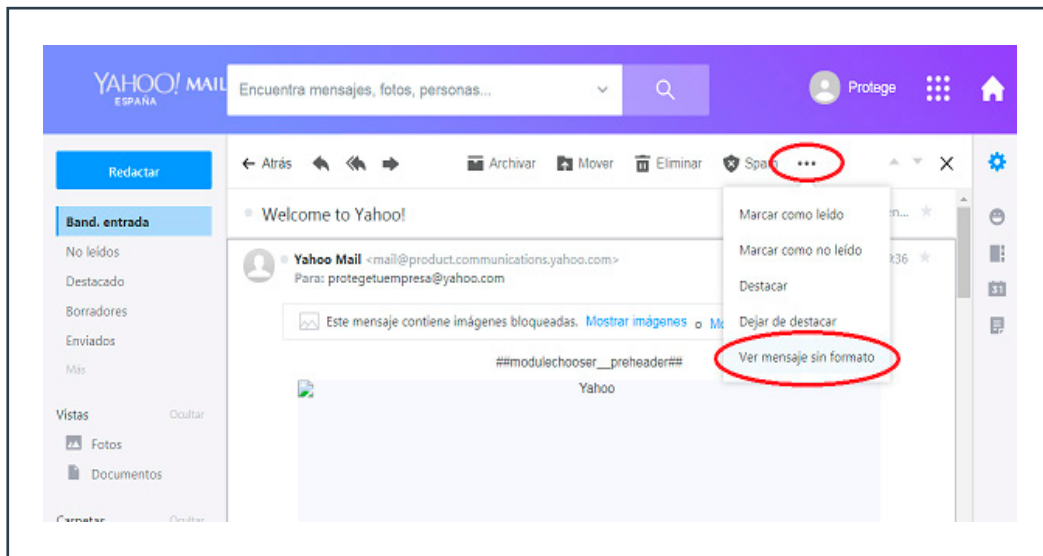 YAHOO! MAIL
ESPAÑA
Encuentra mensajes, fotos, personas...
Protege
Redactar
← Atrás Archivar Mover Eliminar Spam •••
Band. entrada
No leídos
Destacado
Borradores
Enviados
Más
Vistas Ocultar
Fotos
Documentos
Carpetas Ocultar
Welcome to Yahoo!
Yahoo Mail <mail@product.communications.yahoo.com>
Para: protegetuempresa@yahoo.com
Este mensaje contiene imágenes bloqueadas. Mostrar imágenes o
##modulechooser__preheader##
Yahoo
Marcar como leído
Marcar como no leído
Destacar
Dejar de destacar
Ver mensaje sin formato
31